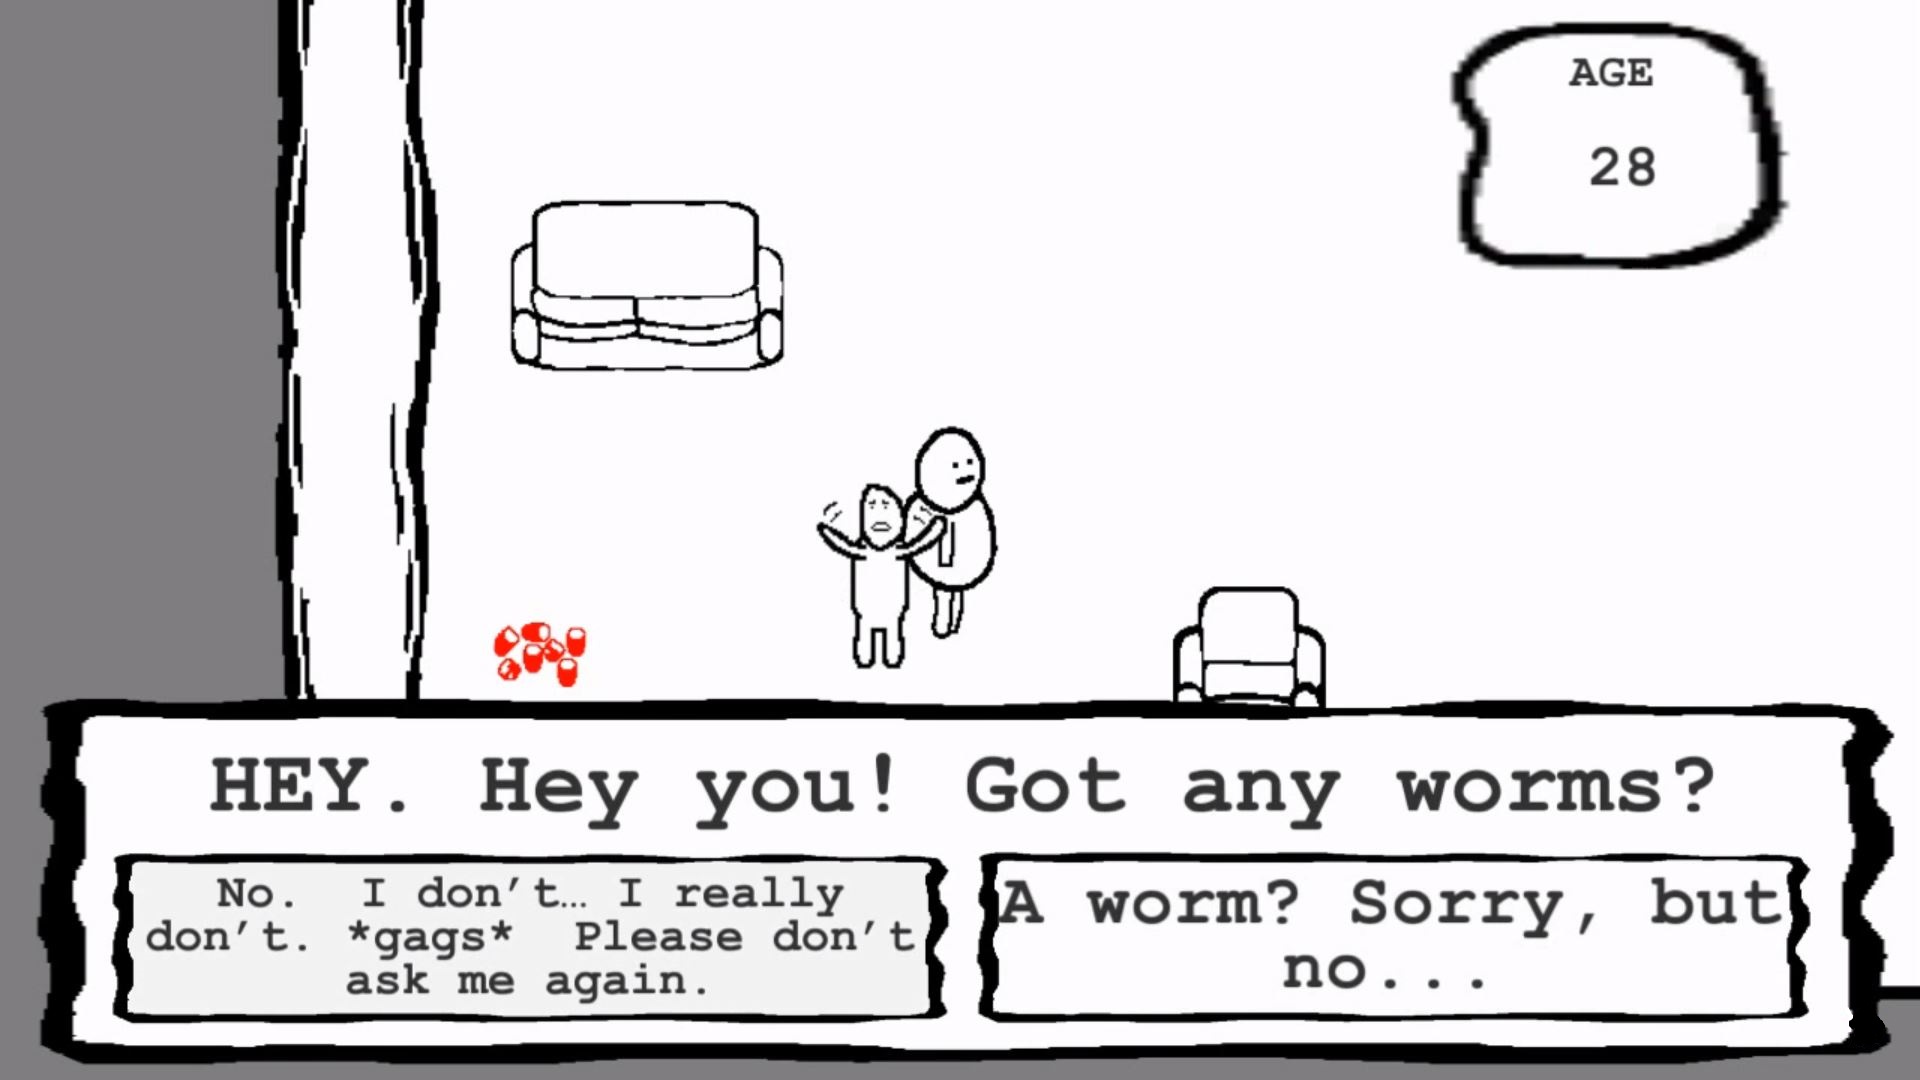 AGE
28
HEY. Hey you! Got any worms?
No. I don't… I really
don't. *gags* Please don't
ask me again.
A worm? Sorry, but
no...